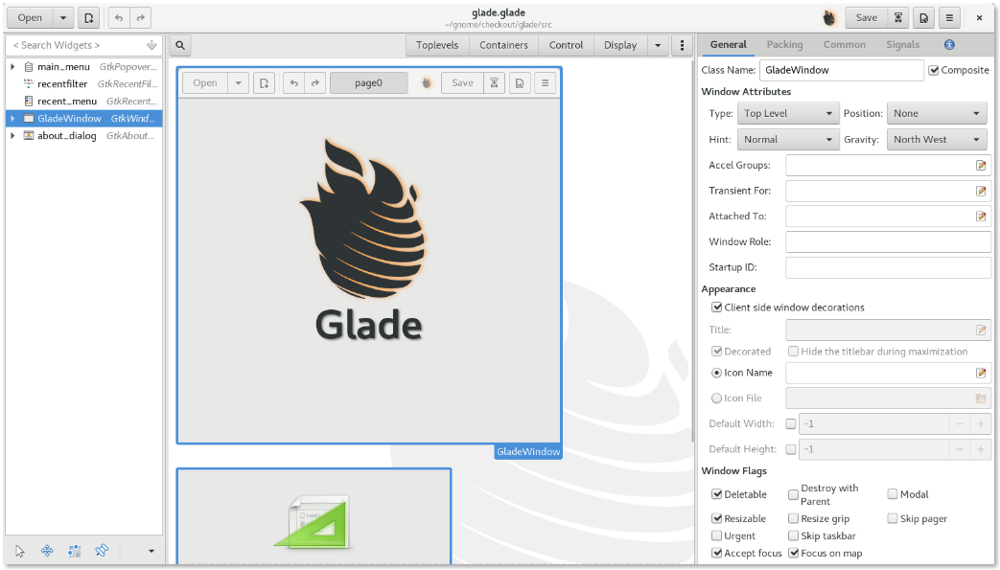 glade.glade
~/gnome/checkout/glade/src
Open
Save
< Search Widgets >
main_menu GtkPopover...
recentfilter GtkRecentFil...
recent_menu GtkRecent...
GladeWindow GtkWind...
about_dialog GtkAbout...
Toplevels Containers Control Display
Open page0 Save
Glade
GladeWindow
General Packing Common Signals
Class Name: GladeWindow Composite
Window Attributes
Type: Top Level Position: None
Hint: Normal Gravity: North West
Accel Groups:
Transient For:
Attached To:
Window Role:
Startup ID:
Appearance
Client side window decorations
Title:
Decorated Hide the titlebar during maximization
Icon Name
Icon File
Default Width: -1
Default Height: -1
Window Flags
Deletable Destroy with Parent Modal
Resizable Resize grip Skip pager
Urgent Skip taskbar
Accept focus Focus on map